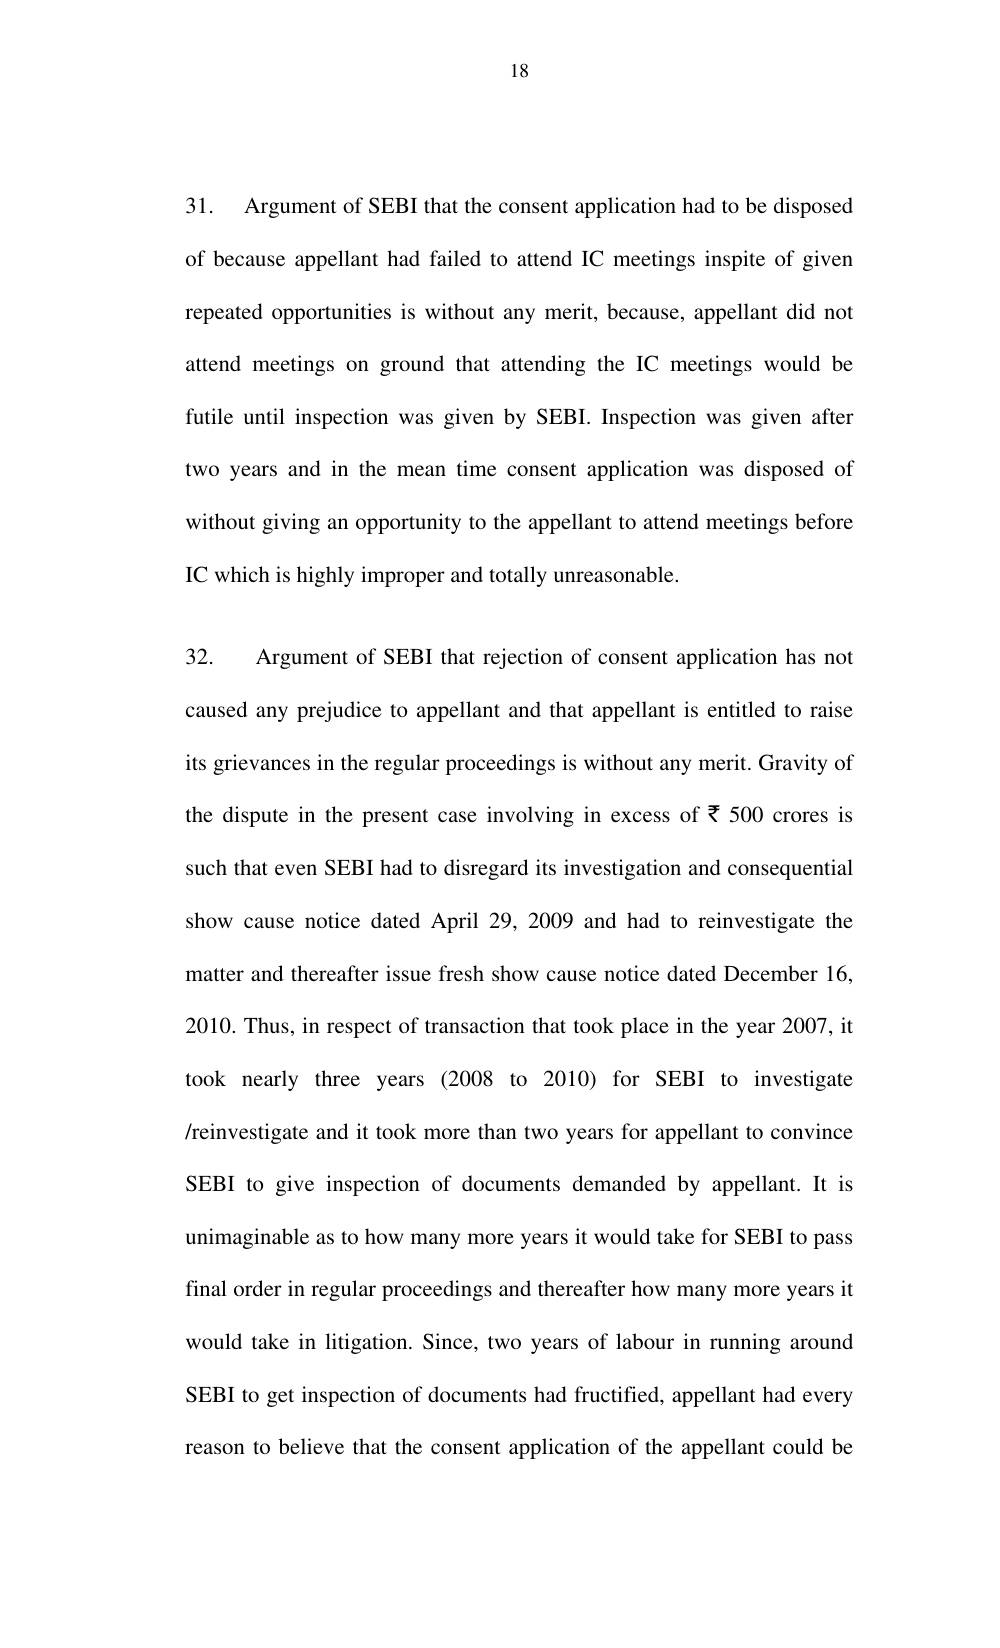 18
31. Argument of SEBI that the consent application had to be disposed
of because appellant had failed to attend IC meetings inspite of given
repeated opportunities is without any merit, because, appellant did not
attend meetings on ground that attending the IC meetings would be
futile until inspection was given by SEBI. Inspection was given after
two years and in the mean time consent application was disposed of
without giving an opportunity to the appellant to attend meetings before
IC which is highly improper and totally unreasonable.
32. Argument of SEBI that rejection of consent application has not
caused any prejudice to appellant and that appellant is entitled to raise
its grievances in the regular proceedings is without any merit. Gravity of
the dispute in the present case involving in excess of ₹ 500 crores is
such that even SEBI had to disregard its investigation and consequential
show cause notice dated April 29, 2009 and had to reinvestigate the
matter and thereafter issue fresh show cause notice dated December 16,
2010. Thus, in respect of transaction that took place in the year 2007, it
took nearly three years (2008 to 2010) for SEBI to investigate
/reinvestigate and it took more than two years for appellant to convince
SEBI to give inspection of documents demanded by appellant. It is
unimaginable as to how many more years it would take for SEBI to pass
final order in regular proceedings and thereafter how many more years it
would take in litigation. Since, two years of labour in running around
SEBI to get inspection of documents had fructified, appellant had every
reason to believe that the consent application of the appellant could be